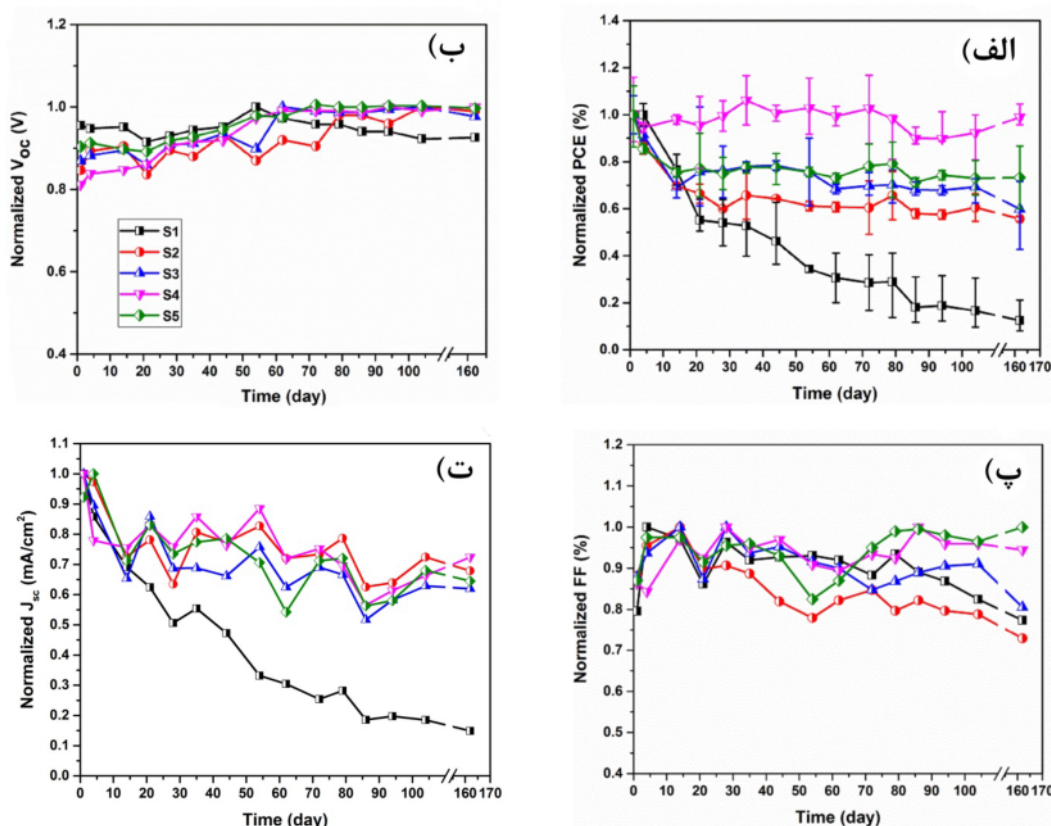 ب)
Normalized V_OC (V)
1.2
1.0
0.8
0.6
0.4
S1
S2
S3
S4
S5
0 10 20 30 40 50 60 70 80 90 100 160
Time (day)
الف)
Normalized PCE (%)
1.4
1.2
1.0
0.8
0.6
0.4
0.2
0.0
0 10 20 30 40 50 60 70 80 90 100 160 170
Time (day)
ت)
Normalized J_sc (mA/cm²)
1.1
1.0
0.9
0.8
0.7
0.6
0.5
0.4
0.3
0.2
0.1
0.0
0 10 20 30 40 50 60 70 80 90 100 160 170
Time (day)
پ)
Normalized FF (%)
1.2
1.1
1.0
0.9
0.8
0.7
0.6
0.5
0.4
0 10 20 30 40 50 60 70 80 90 100 160 170
Time (day)